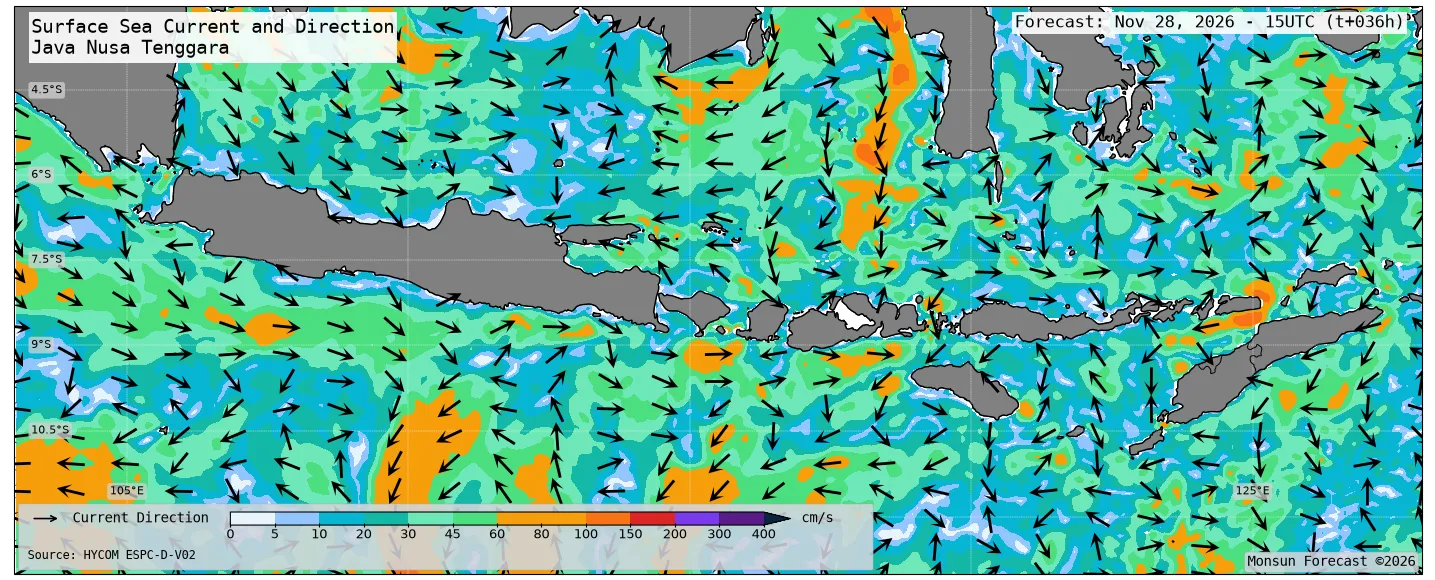 Surface Sea Current and Direction
Java Nusa Tenggara
Forecast: Nov 28, 2026 - 15UTC (t+036h)
4.5°S
6°S
7.5°S
9°S
10.5°S
105°E
125°E
Current Direction
0 5 10 20 30 45 60 80 100 150 200 300 400 cm/s
Source: HYCOM ESPC-D-V02
Monsun Forecast ©2026